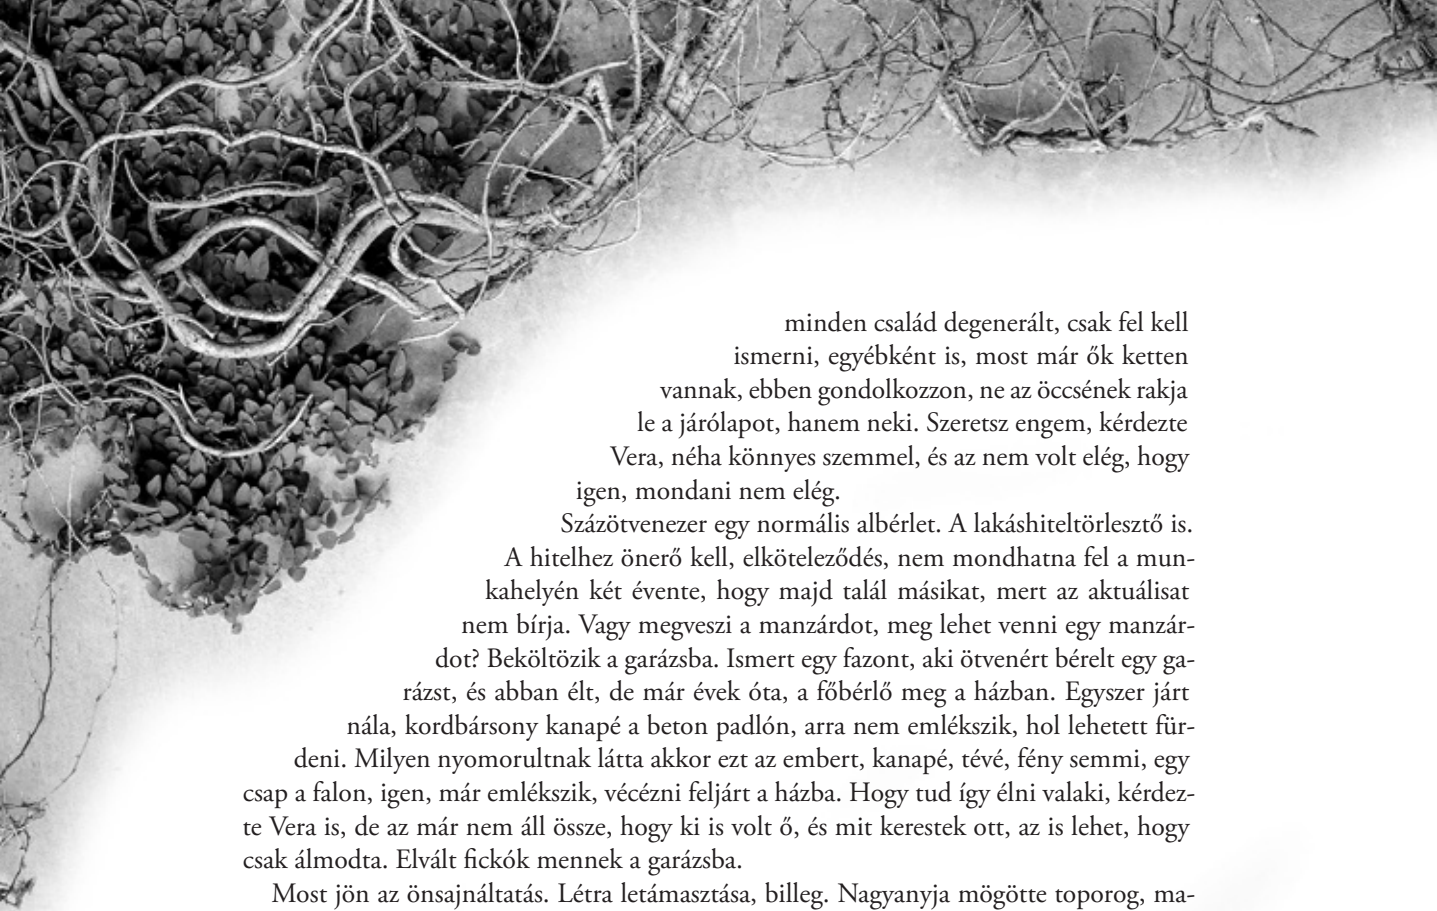 minden család degenerált, csak fel kell
ismerni, egyébként is, most már ők ketten
vannak, ebben gondolkozzon, ne az öccsének rakja
le a járólapot, hanem neki. Szeretsz engem, kérdezte
Vera, néha könnyes szemmel, és az nem volt elég, hogy
igen, mondani nem elég.
Százötvenezer egy normális albérlet. A lakáshiteltörlesztő is.
A hitelhez önerő kell, elköteleződés, nem mondhatna fel a mun-
kahelyén két évente, hogy majd talál másikat, mert az aktuálisat
nem bírja. Vagy megveszi a manzárdot, meg lehet venni egy manzár-
dot? Beköltözik a garázsba. Ismert egy fazont, aki ötvenért bérelt egy ga-
rázst, és abban élt, de már évek óta, a főbérlő meg a házban. Egyszer járt
nála, kordbársony kanapé a beton padlón, arra nem emlékszik, hol lehetett für-
deni. Milyen nyomorultnak látta akkor ezt az embert, kanapé, tévé, fény semmi, egy
csap a falon, igen, már emlékszik, vécézni feljárt a házba. Hogy tud így élni valaki, kérdez-
te Vera is, de az már nem áll össze, hogy ki is volt ő, és mit kerestek ott, az is lehet, hogy
csak álmodta. Elvált fickók mennek a garázsba.
Most jön az önsajnáltatás. Létra letámasztása, billeg. Nagyanyja mögötte toporog, ma-